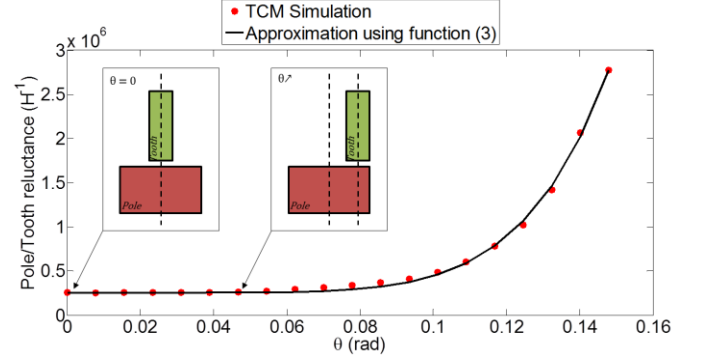 TCM Simulation
Approximation using function (3)
x 10⁶
3
2.5
2
1.5
1
0.5
0
Pole/Tooth reluctance (H⁻¹)
θ = 0
Tooth
Pole
θ↗
Tooth
Pole
0 0.02 0.04 0.06 0.08 0.1 0.12 0.14 0.16
θ (rad)